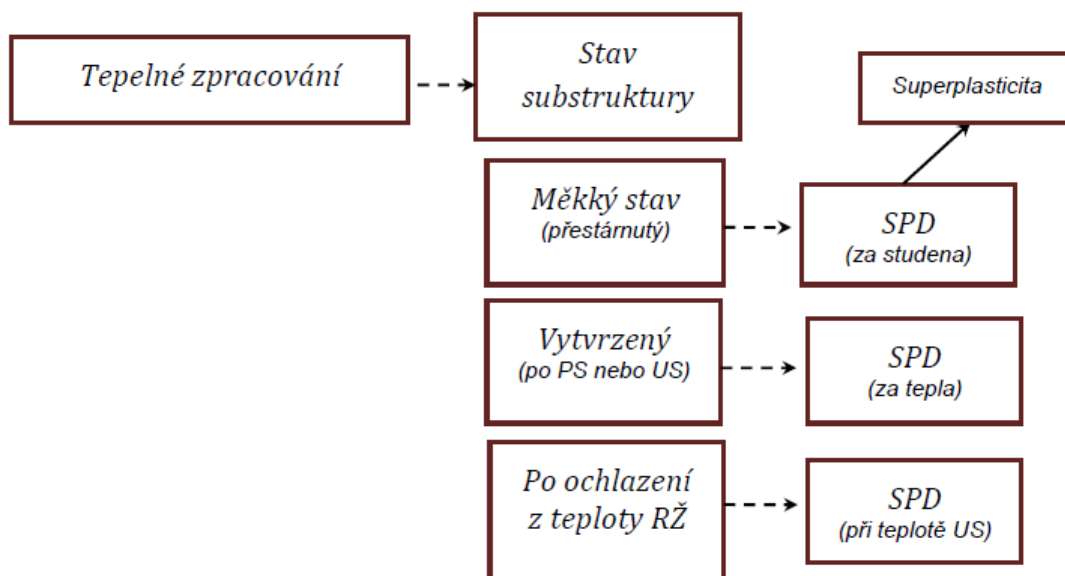 Tepelné zpracování
Stav
substruktury
Superplasticita
Měkký stav
(přestárnutý)
SPD
(za studena)
Vytvrzený
(po PS nebo US)
SPD
(za tepla)
Po ochlazení
z teploty RŽ
SPD
(při teplotě US)